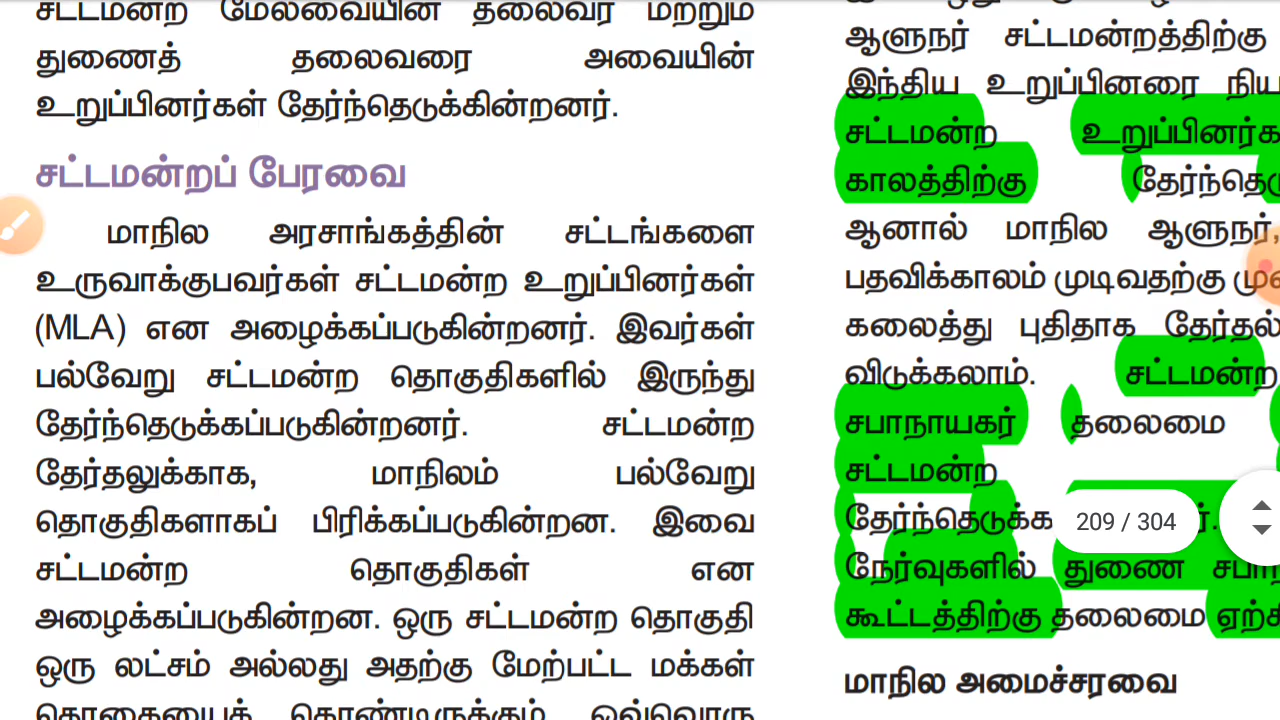 சட்டமன்ற மேலவையின் தலைவர் மற்றும்
துணைத் தலைவரை அவையின்
உறுப்பினர்கள் தேர்ந்தெடுக்கின்றனர்.
சட்டமன்றப் பேரவை
மாநில அரசாங்கத்தின் சட்டங்களை
உருவாக்குபவர்கள் சட்டமன்ற உறுப்பினர்கள்
(MLA) என அழைக்கப்படுகின்றனர். இவர்கள்
பல்வேறு சட்டமன்ற தொகுதிகளில் இருந்து
தேர்ந்தெடுக்கப்படுகின்றனர். சட்டமன்ற
தேர்தலுக்காக, மாநிலம் பல்வேறு
தொகுதிகளாகப் பிரிக்கப்படுகின்றன. இவை
சட்டமன்ற தொகுதிகள் என
அழைக்கப்படுகின்றன. ஒரு சட்டமன்ற தொகுதி
ஒரு லட்சம் அல்லது அதற்கு மேற்பட்ட மக்கள்
தொகையைக் கொண்டிருக்கும். ஒவ்வொரு
ஆளுநர் சட்டமன்றத்திற்கு
இந்திய உறுப்பினரை நிய
சட்டமன்ற உறுப்பினர்க
காலத்திற்கு தேர்ந்தெடு
ஆனால் மாநில ஆளுநர்,
பதவிக்காலம் முடிவதற்கு
கலைத்து புதிதாக தேர்தல்
விடுக்கலாம். சட்டமன்ற
சபாநாயகர் தலைமை
சட்டமன்ற
தேர்ந்தெடுக்க
நேர்வுகளில் துணை சபா
கூட்டத்திற்கு தலைமை ஏற்
மாநில அமைச்சரவை
209 / 304